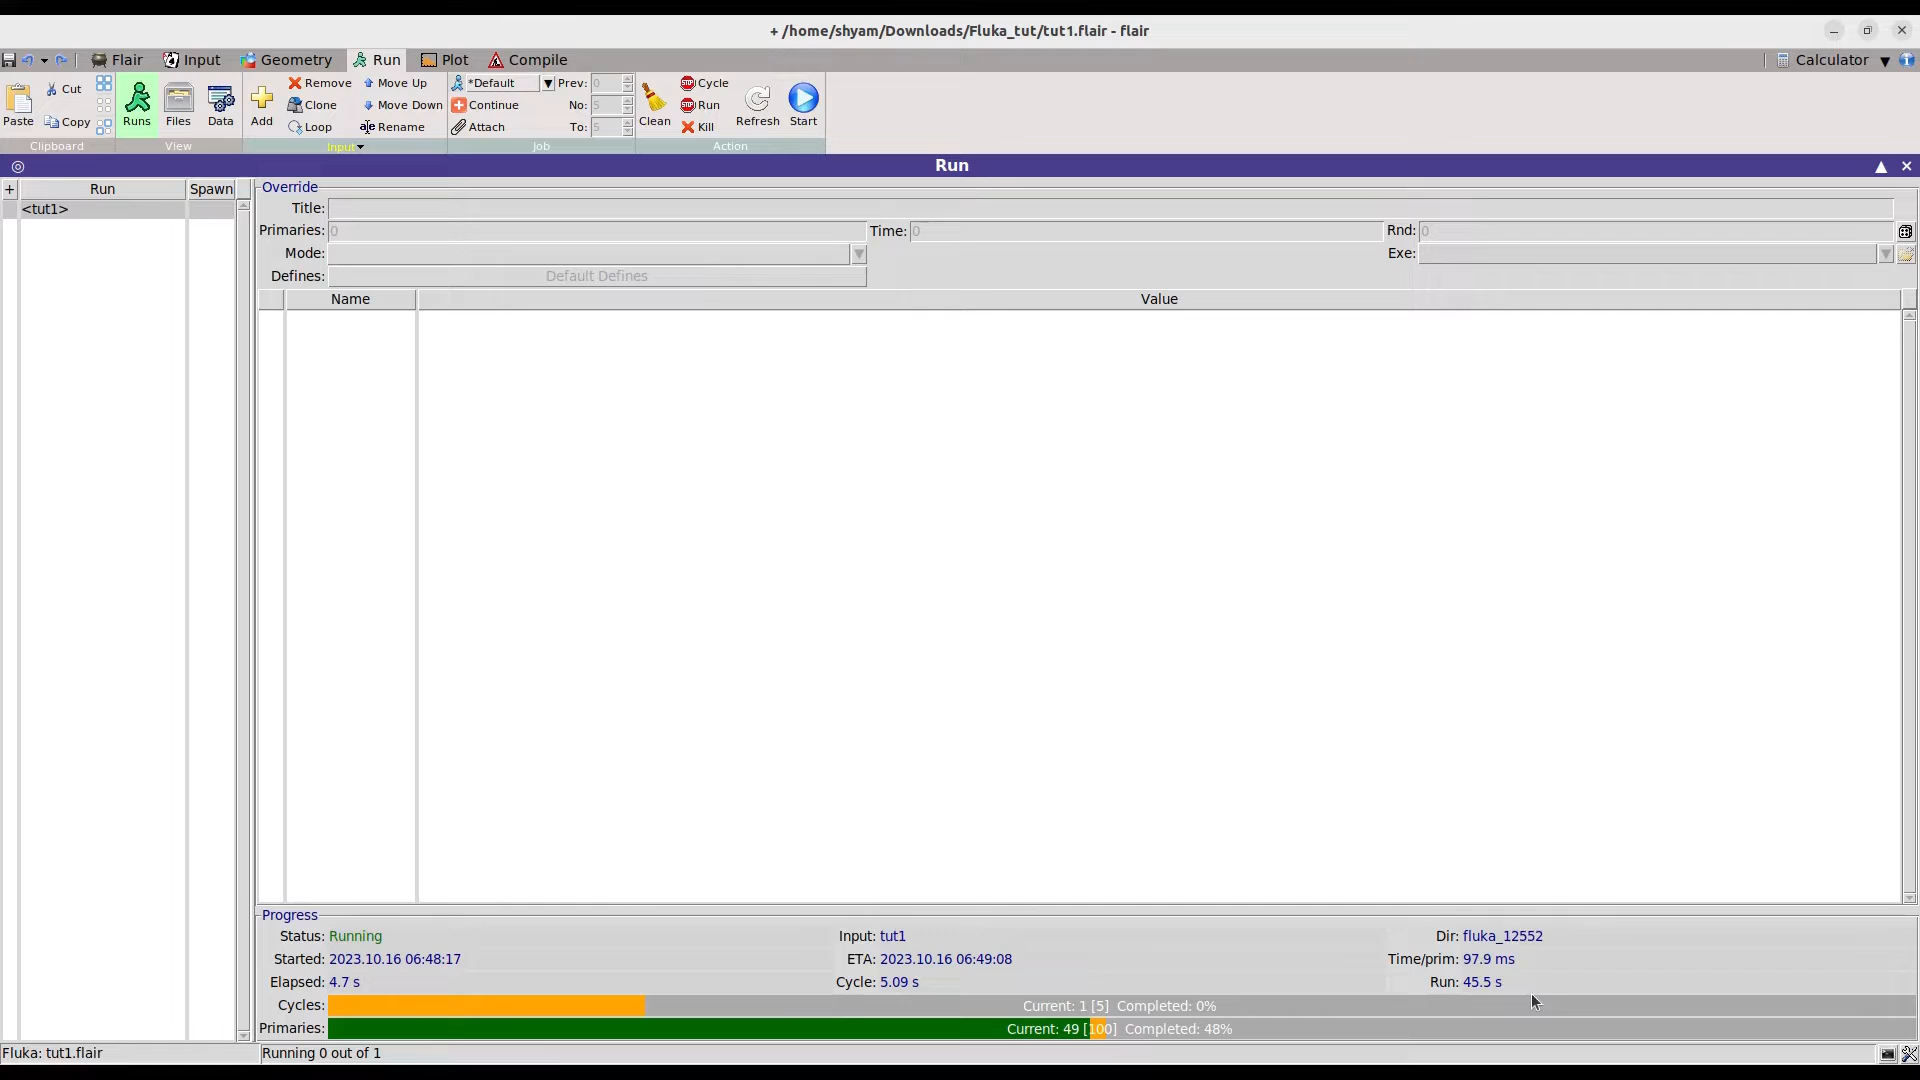 + /home/shyam/Downloads/Fluka_tut/tut1.flair - flair
Flair Input Geometry Run Plot Compile Calculator
Paste Cut Copy Runs Files Data Add Remove Clone Loop Move Up Move Down Rename *Default Continue Attach Prev: 0 No: 5 To: 5 Clean Cycle Run Kill Refresh Start
Clipboard View Input Job Action
Run
+ Run Spawn
<tut1>
Override
Title:
Primaries: 0 Time: 0 Rnd: 0
Mode: Exe:
Defines: Default Defines
Name Value
Progress
Status: Running Input: tut1 Dir: fluka_12552
Started: 2023.10.16 06:48:17 ETA: 2023.10.16 06:49:08 Time/prim: 97.9 ms
Elapsed: 4.7 s Cycle: 5.09 s Run: 45.5 s
Cycles: Current: 1 [5] Completed: 0%
Primaries: Current: 49 [100] Completed: 48%
Fluka: tut1.flair Running 0 out of 1